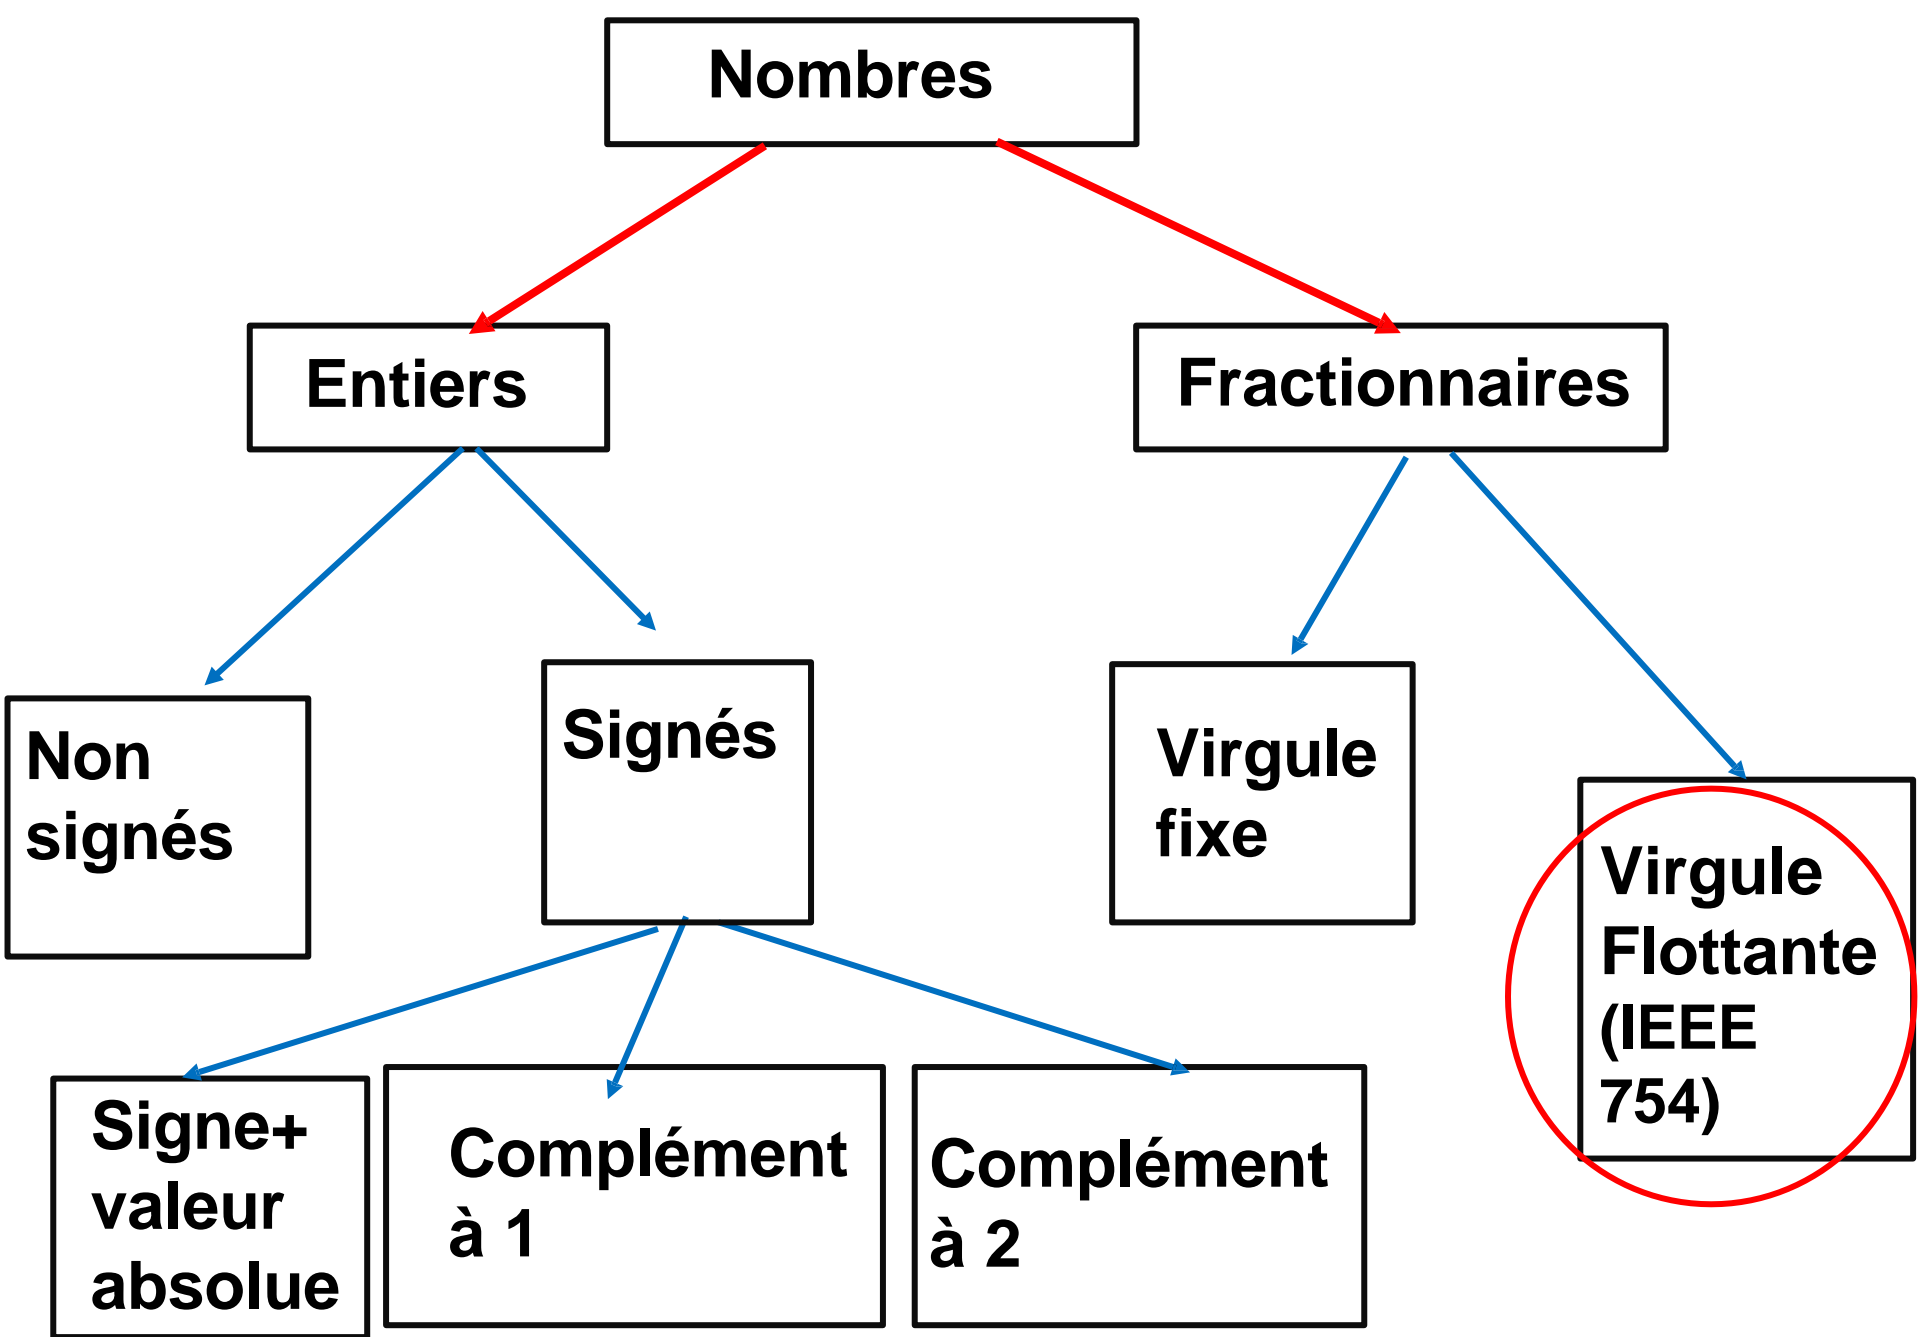 Nombres
Entiers
Fractionnaires
Non
signés
Signés
Virgule
fixe
Virgule
Flottante
(IEEE
754)
Signe+
valeur
absolue
Complément
à 1
Complément
à 2